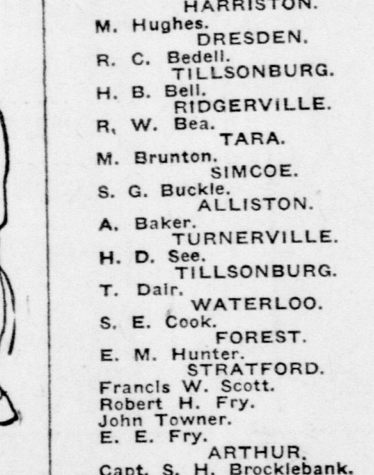 HARRISTON.
M. Hughes.
DRESDEN.
R. C. Bedell.
TILLSONBURG.
H. B. Bell.
RIDGERVILLE.
R. W. Bea.
TARA.
M. Brunton.
SIMCOE.
S. G. Buckle.
ALLISTON.
A. Baker.
TURNERVILLE.
H. D. See.
TILLSONBURG.
T. Dair.
WATERLOO.
S. E. Cook.
FOREST.
E. M. Hunter.
STRATFORD.
Francis W. Scott.
Robert H. Fry.
John Towner.
E. E. Fry.
ARTHUR.
Capt. S. H. Brocklebank.